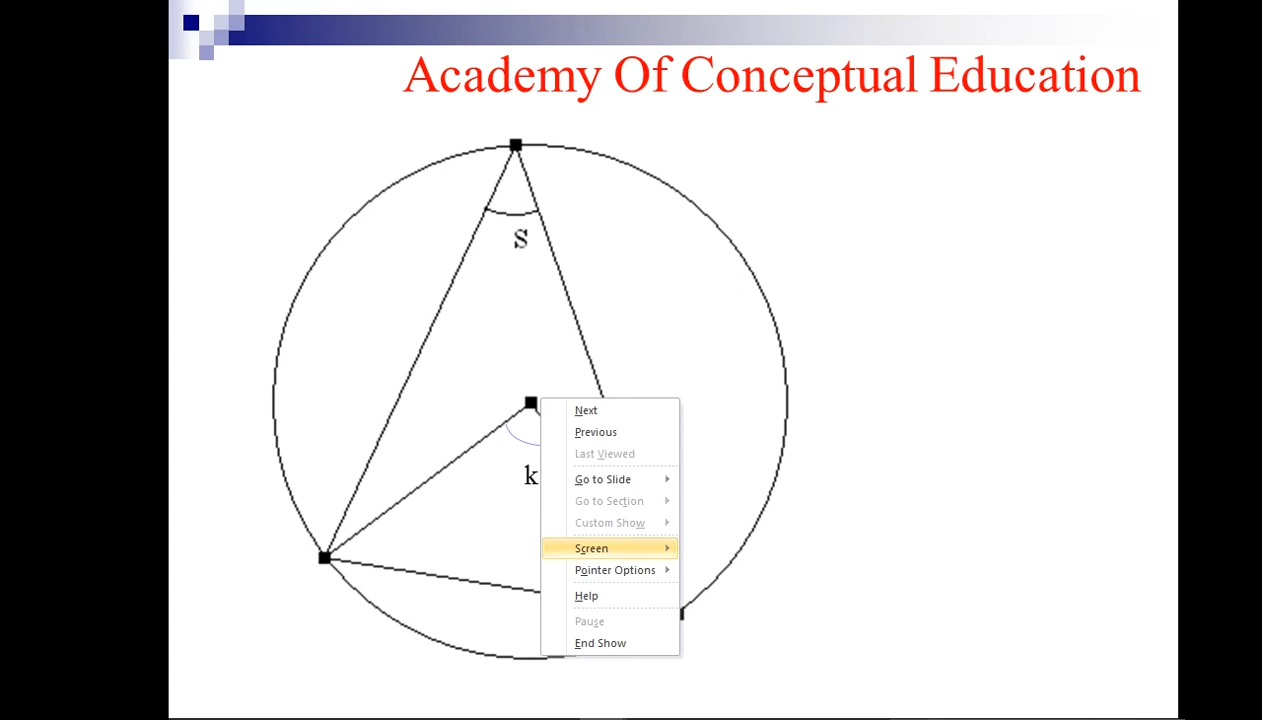 Academy Of Conceptual Education
S
k
Next
Previous
Last Viewed
Go to Slide
Go to Section
Custom Show
Screen
Pointer Options
Help
Pause
End Show